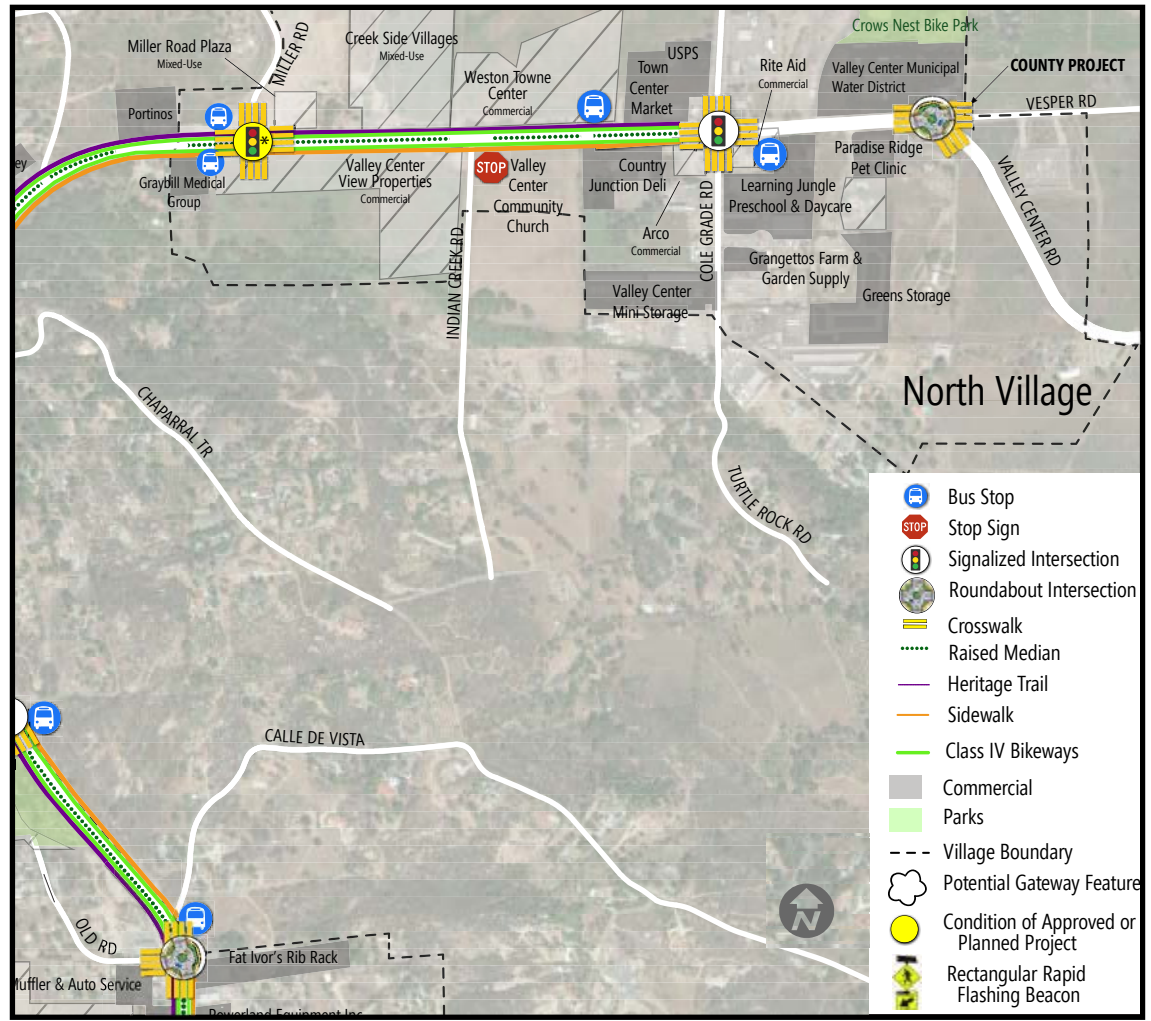 Crows Nest Bike Park
Miller Road Plaza
Mixed-Use
MILLER RD
Creek Side Villages
Mixed-Use
Weston Towne
Center
Commercial
USPS
Town
Center
Market
Rite Aid
Commercial
Valley Center Municipal
Water District
COUNTY PROJECT
VESPER RD
Portinos
ey
Graybill Medical
Group
*
Valley Center
View Properties
Commercial
STOP
Valley
Center
Community
Church
Country
Junction Deli
Arco
Commercial
COLE GRADE RD
Learning Jungle
Preschool & Daycare
Paradise Ridge
Pet Clinic
VALLEY CENTER RD
INDIAN CREEK RD
Grangettos Farm &
Garden Supply
Greens Storage
Valley Center
Mini Storage
North Village
CHAPARRAL TR
TURTLE ROCK RD
CALLE DE VISTA
OLD RD
Fat Ivor's Rib Rack
Muffler & Auto Service
Powerland Equipment Inc
N
Bus Stop
STOP
Stop Sign
Signalized Intersection
Roundabout Intersection
Crosswalk
Raised Median
Heritage Trail
Sidewalk
Class IV Bikeways
Commercial
Parks
Village Boundary
Potential Gateway Feature
Condition of Approved or
Planned Project
Rectangular Rapid
Flashing Beacon